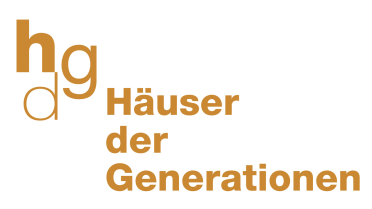 hdg
Häuser
der
Generationen